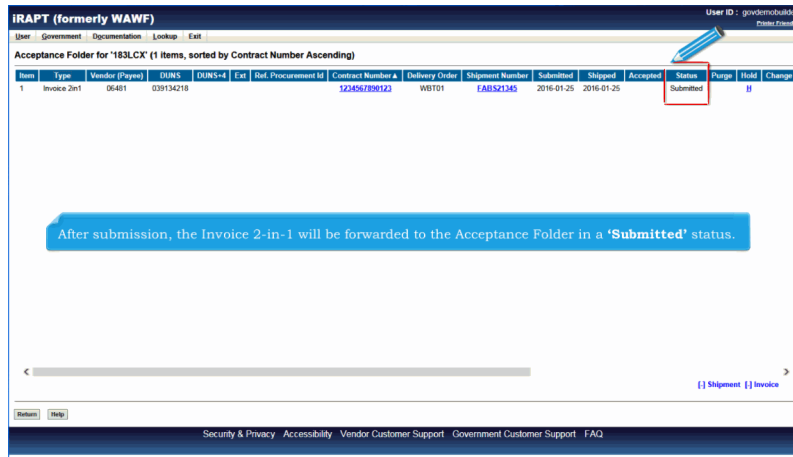 iRAPT (formerly WAWF)
User ID : govdemobuilde
Printer Friend
User Government Documentation Lookup Exit
Acceptance Folder for '183LCX' (1 items, sorted by Contract Number Ascending)
Item Type Vendor (Payee) DUNS DUNS+4 Ext Ref. Procurement Id Contract Number▲ Delivery Order Shipment Number Submitted Shipped Accepted Status Purge Hold Change
1 Invoice 2in1 06481 039134218 1234567890123 WBT01 FABS21345 2016-01-25 2016-01-25 Submitted H
After submission, the Invoice 2-in-1 will be forwarded to the Acceptance Folder in a ‘Submitted’ status.
[-] Shipment [-] Invoice
Return Help
Security & Privacy Accessibility Vendor Customer Support Government Customer Support FAQ